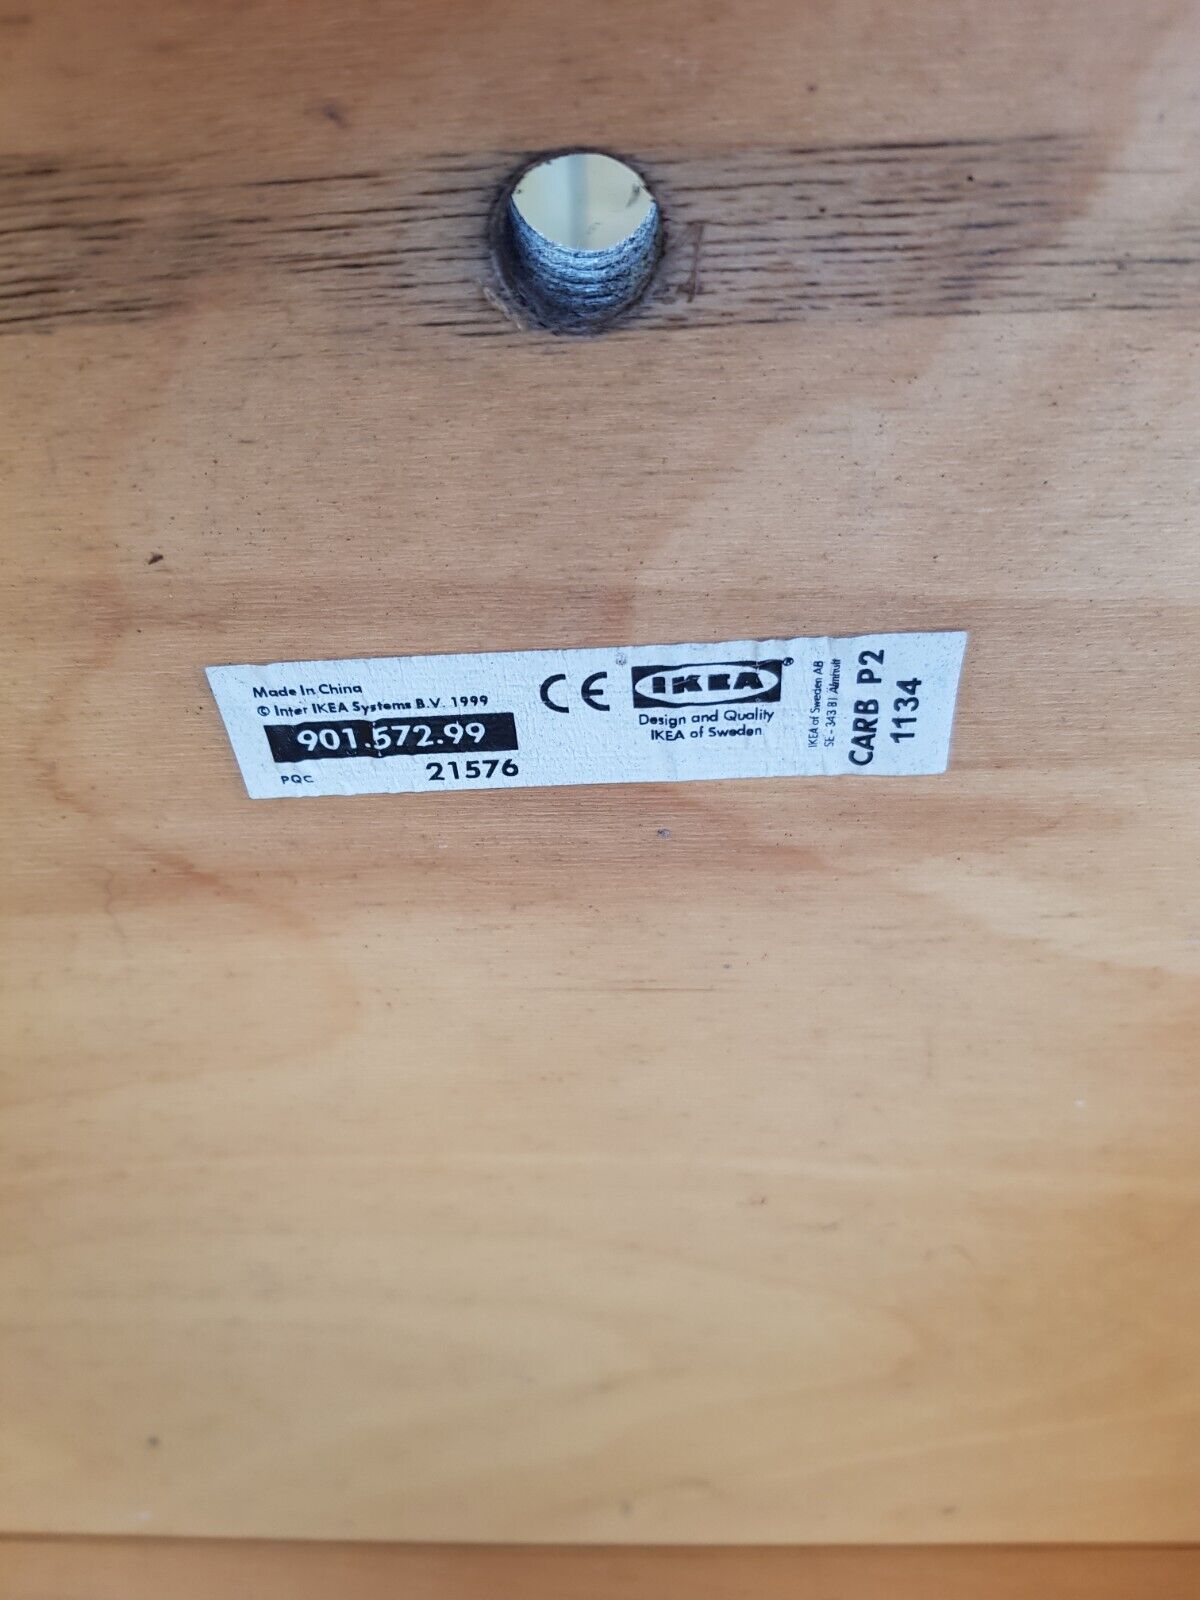 Made In China
© Inter IKEA Systems B.V. 1999
901.572.99
PQC 21576
CE
IKEA®
Design and Quality
IKEA of Sweden
IKEA of Sweden AB
SE - 343 81 Älmhult
CARB P2
1134